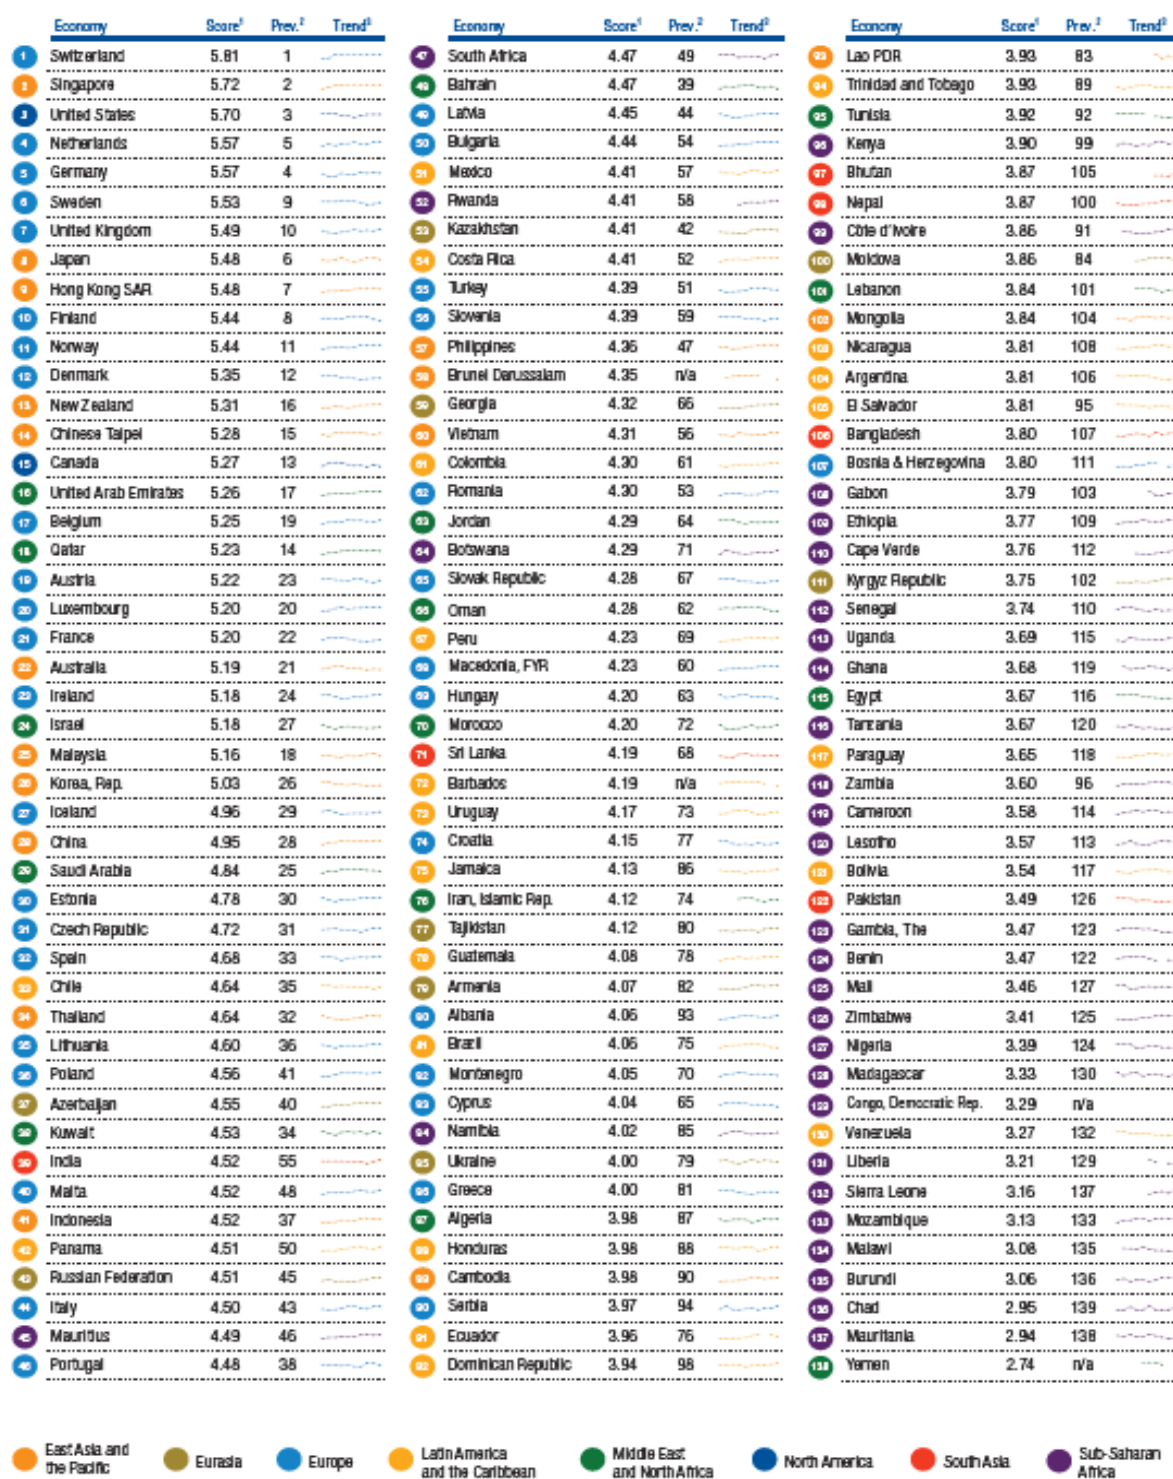 Economy Score¹ Prev.² Trend³
1 Switzerland 5.81 1
2 Singapore 5.72 2
3 United States 5.70 3
4 Netherlands 5.57 5
5 Germany 5.57 4
6 Sweden 5.53 9
7 United Kingdom 5.49 10
8 Japan 5.48 6
9 Hong Kong SAR 5.48 7
10 Finland 5.44 8
11 Norway 5.44 11
12 Denmark 5.35 12
13 New Zealand 5.31 16
14 Chinese Taipei 5.28 15
15 Canada 5.27 13
16 United Arab Emirates 5.26 17
17 Belgium 5.25 19
18 Qatar 5.23 14
19 Austria 5.22 23
20 Luxembourg 5.20 20
21 France 5.20 22
22 Australia 5.19 21
23 Ireland 5.18 24
24 Israel 5.18 27
25 Malaysia 5.16 18
26 Korea, Rep. 5.03 26
27 Iceland 4.96 29
28 China 4.95 28
29 Saudi Arabia 4.84 25
30 Estonia 4.78 30
31 Czech Republic 4.72 31
32 Spain 4.68 33
33 Chile 4.64 35
34 Thailand 4.64 32
35 Lithuania 4.60 36
36 Poland 4.56 41
37 Azerbaijan 4.55 40
38 Kuwait 4.53 34
39 India 4.52 55
40 Malta 4.52 48
41 Indonesia 4.52 37
42 Panama 4.51 50
43 Russian Federation 4.51 45
44 Italy 4.50 43
45 Mauritius 4.49 46
46 Portugal 4.48 38
Economy Score¹ Prev.² Trend³
47 South Africa 4.47 49
48 Bahrain 4.47 39
49 Latvia 4.45 44
50 Bulgaria 4.44 54
51 Mexico 4.41 57
52 Rwanda 4.41 58
53 Kazakhstan 4.41 42
54 Costa Rica 4.41 52
55 Turkey 4.39 51
56 Slovenia 4.39 59
57 Philippines 4.36 47
58 Brunei Darussalam 4.35 n/a
59 Georgia 4.32 66
60 Vietnam 4.31 56
61 Colombia 4.30 61
62 Romania 4.30 53
63 Jordan 4.29 64
64 Botswana 4.29 71
65 Slovak Republic 4.28 67
66 Oman 4.28 62
67 Peru 4.23 69
68 Macedonia, FYR 4.23 60
69 Hungary 4.20 63
70 Morocco 4.20 72
71 Sri Lanka 4.19 68
72 Barbados 4.19 n/a
73 Uruguay 4.17 73
74 Croatia 4.15 77
75 Jamaica 4.13 86
76 Iran, Islamic Rep. 4.12 74
77 Tajikistan 4.12 80
78 Guatemala 4.08 78
79 Armenia 4.07 82
80 Albania 4.06 93
81 Brazil 4.06 75
82 Montenegro 4.05 70
83 Cyprus 4.04 65
84 Namibia 4.02 85
85 Ukraine 4.00 79
86 Greece 4.00 81
87 Algeria 3.98 87
88 Honduras 3.98 88
89 Cambodia 3.98 90
90 Serbia 3.97 94
91 Ecuador 3.96 76
92 Dominican Republic 3.94 98
Economy Score¹ Prev.² Trend³
93 Lao PDR 3.93 83
94 Trinidad and Tobago 3.93 89
95 Tunisia 3.92 92
96 Kenya 3.90 99
97 Bhutan 3.87 105
98 Nepal 3.87 100
99 Côte d'Ivoire 3.86 91
100 Moldova 3.86 84
101 Lebanon 3.84 101
102 Mongolia 3.84 104
103 Nicaragua 3.81 108
104 Argentina 3.81 106
105 El Salvador 3.81 95
106 Bangladesh 3.80 107
107 Bosnia & Herzegovina 3.80 111
108 Gabon 3.79 103
109 Ethiopia 3.77 109
110 Cape Verde 3.76 112
111 Kyrgyz Republic 3.75 102
112 Senegal 3.74 110
113 Uganda 3.69 115
114 Ghana 3.68 119
115 Egypt 3.67 116
116 Tanzania 3.67 120
117 Paraguay 3.65 118
118 Zambia 3.60 96
119 Cameroon 3.58 114
120 Lesotho 3.57 113
121 Bolivia 3.54 117
122 Pakistan 3.49 126
123 Gambia, The 3.47 123
124 Benin 3.47 122
125 Mali 3.46 127
126 Zimbabwe 3.41 125
127 Nigeria 3.39 124
128 Madagascar 3.33 130
129 Congo, Democratic Rep. 3.29 n/a
130 Venezuela 3.27 132
131 Liberia 3.21 129
132 Sierra Leone 3.16 137
133 Mozambique 3.13 133
134 Malawi 3.08 135
135 Burundi 3.06 136
136 Chad 2.95 139
137 Mauritania 2.94 138
138 Yemen 2.74 n/a
East Asia and
the Pacific
Eurasia
Europe
Latin America
and the Caribbean
Middle East
and North Africa
North America
South Asia
Sub-Saharan
Africa